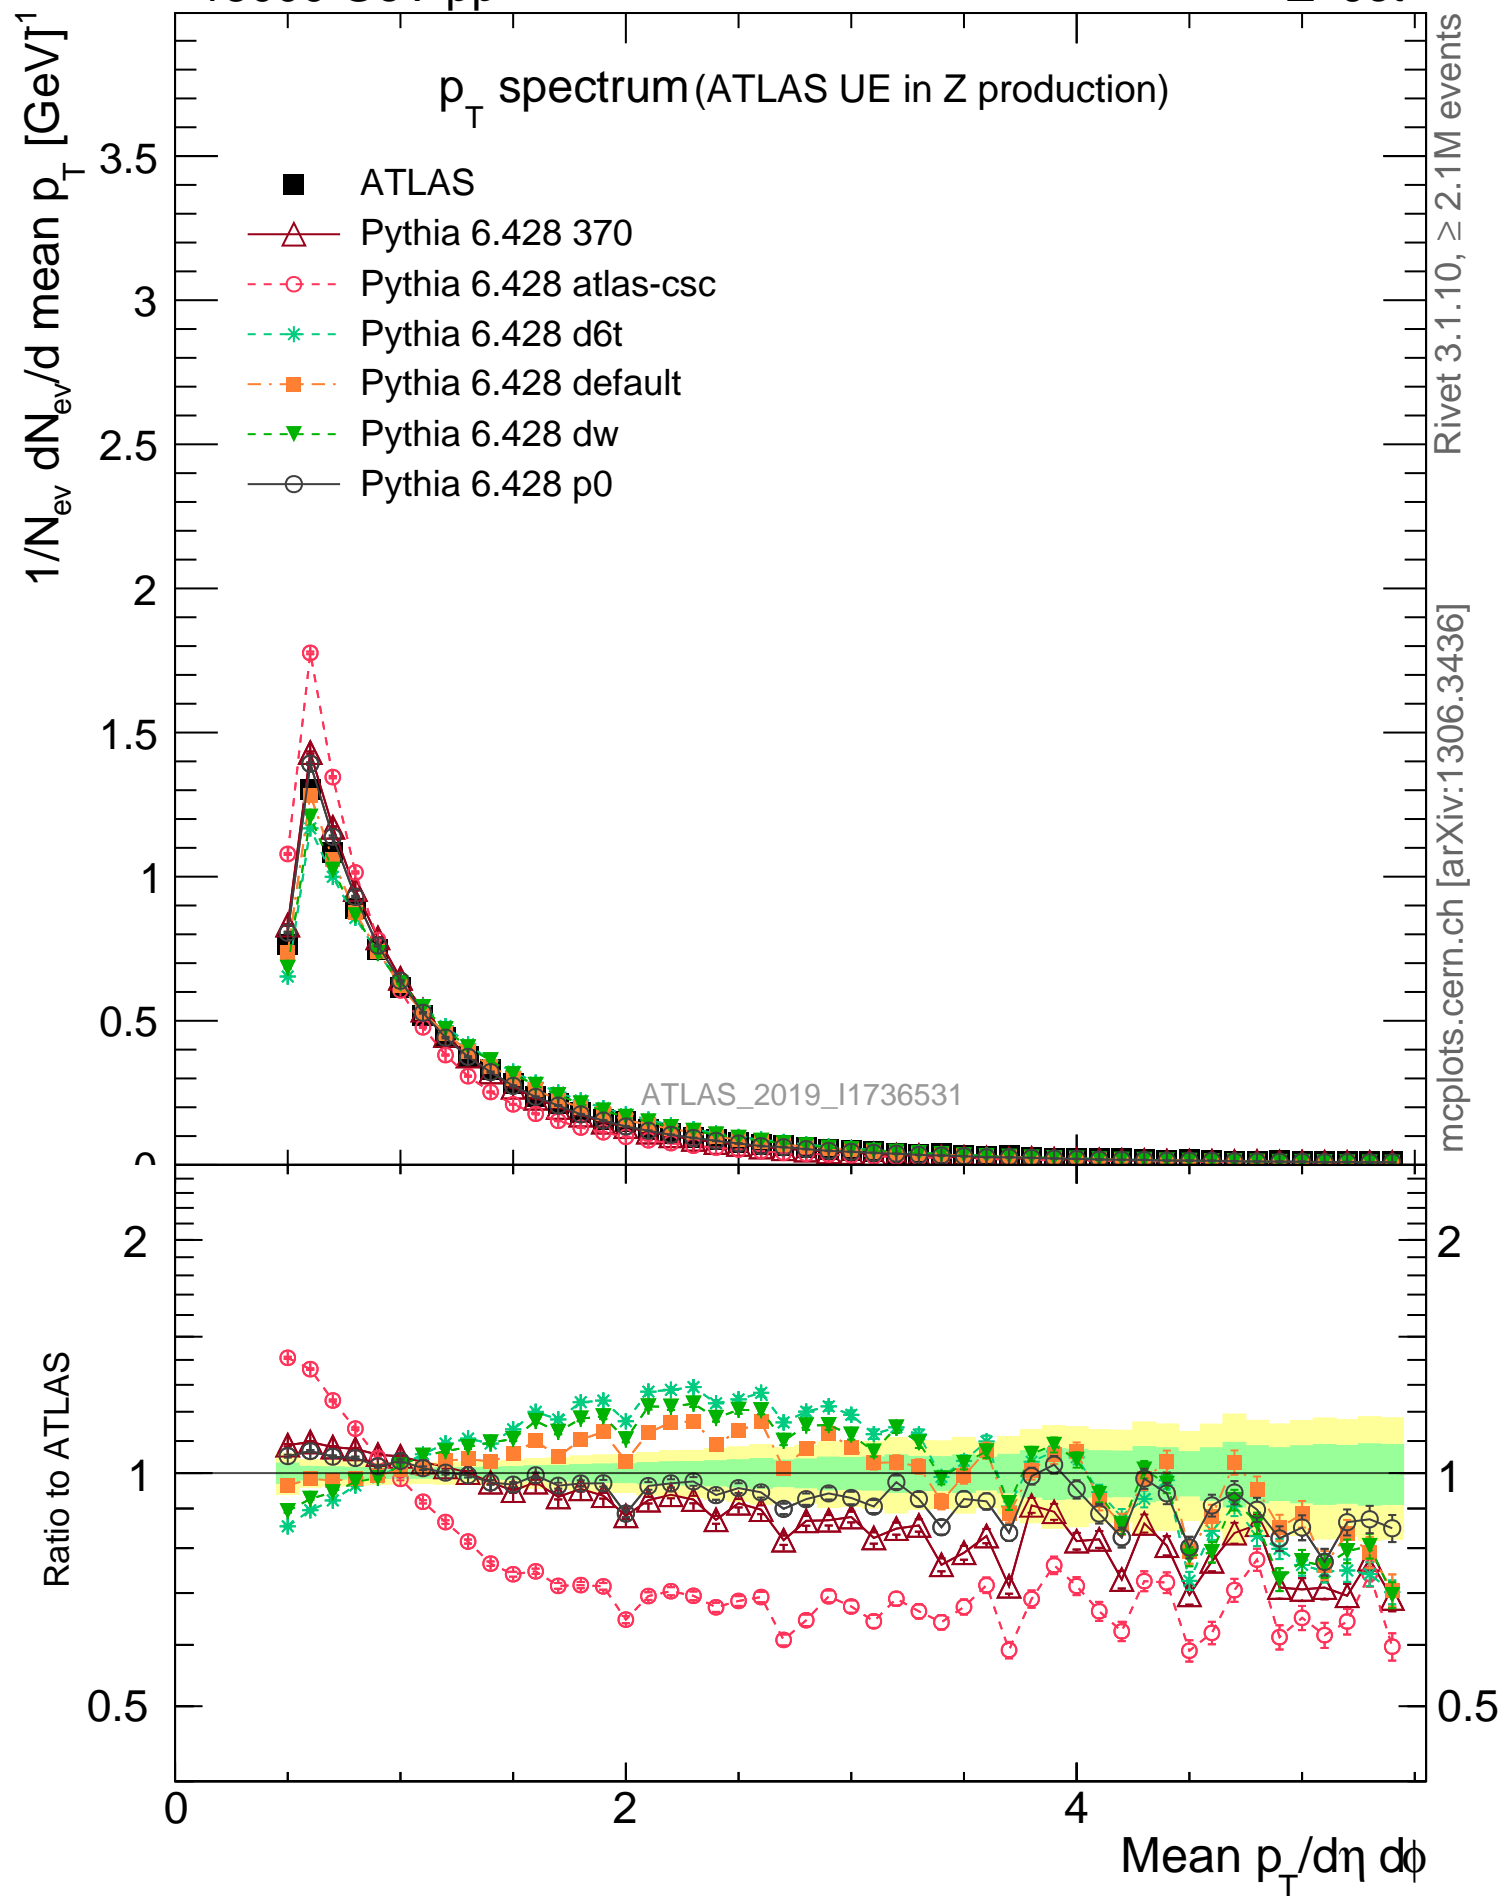 1/N_ev dN_ev/d mean p_T [GeV]^-1
p_T spectrum (ATLAS UE in Z production)
ATLAS
Pythia 6.428 370
Pythia 6.428 atlas-csc
Pythia 6.428 d6t
Pythia 6.428 default
Pythia 6.428 dw
Pythia 6.428 p0
3.5
3
2.5
2
1.5
1
0.5
0
ATLAS_2019_I1736531
Rivet 3.1.10, ≥ 2.1M events
mcplots.cern.ch [arXiv:1306.3436]
Ratio to ATLAS
2
1
0.5
2
1
0.5
0
2
4
Mean p_T/dη dϕ